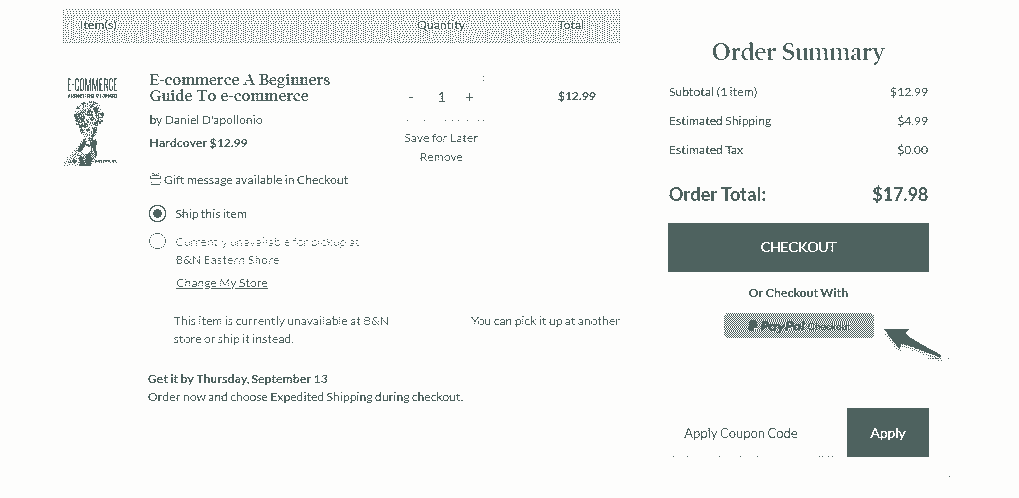 Item(s) Quantity Total
E-COMMERCE
E-commerce A Beginners
Guide To e-commerce
- 1 + $12.99
by Daniel D'apollonio
Hardcover $12.99
Save for Later
Remove
Gift message available in Checkout
Ship this item
Currently unavailable for pickup at
B&N Eastern Shore
Change My Store
This item is currently unavailable at B&N
store or ship it instead.
You can pick it up at another
Get it by Thursday, September 13
Order now and choose Expedited Shipping during checkout.
Order Summary
Subtotal (1 item) $12.99
Estimated Shipping $4.99
Estimated Tax $0.00
Order Total: $17.98
CHECKOUT
Or Checkout With
PayPal Checkout
Apply Coupon Code
Apply